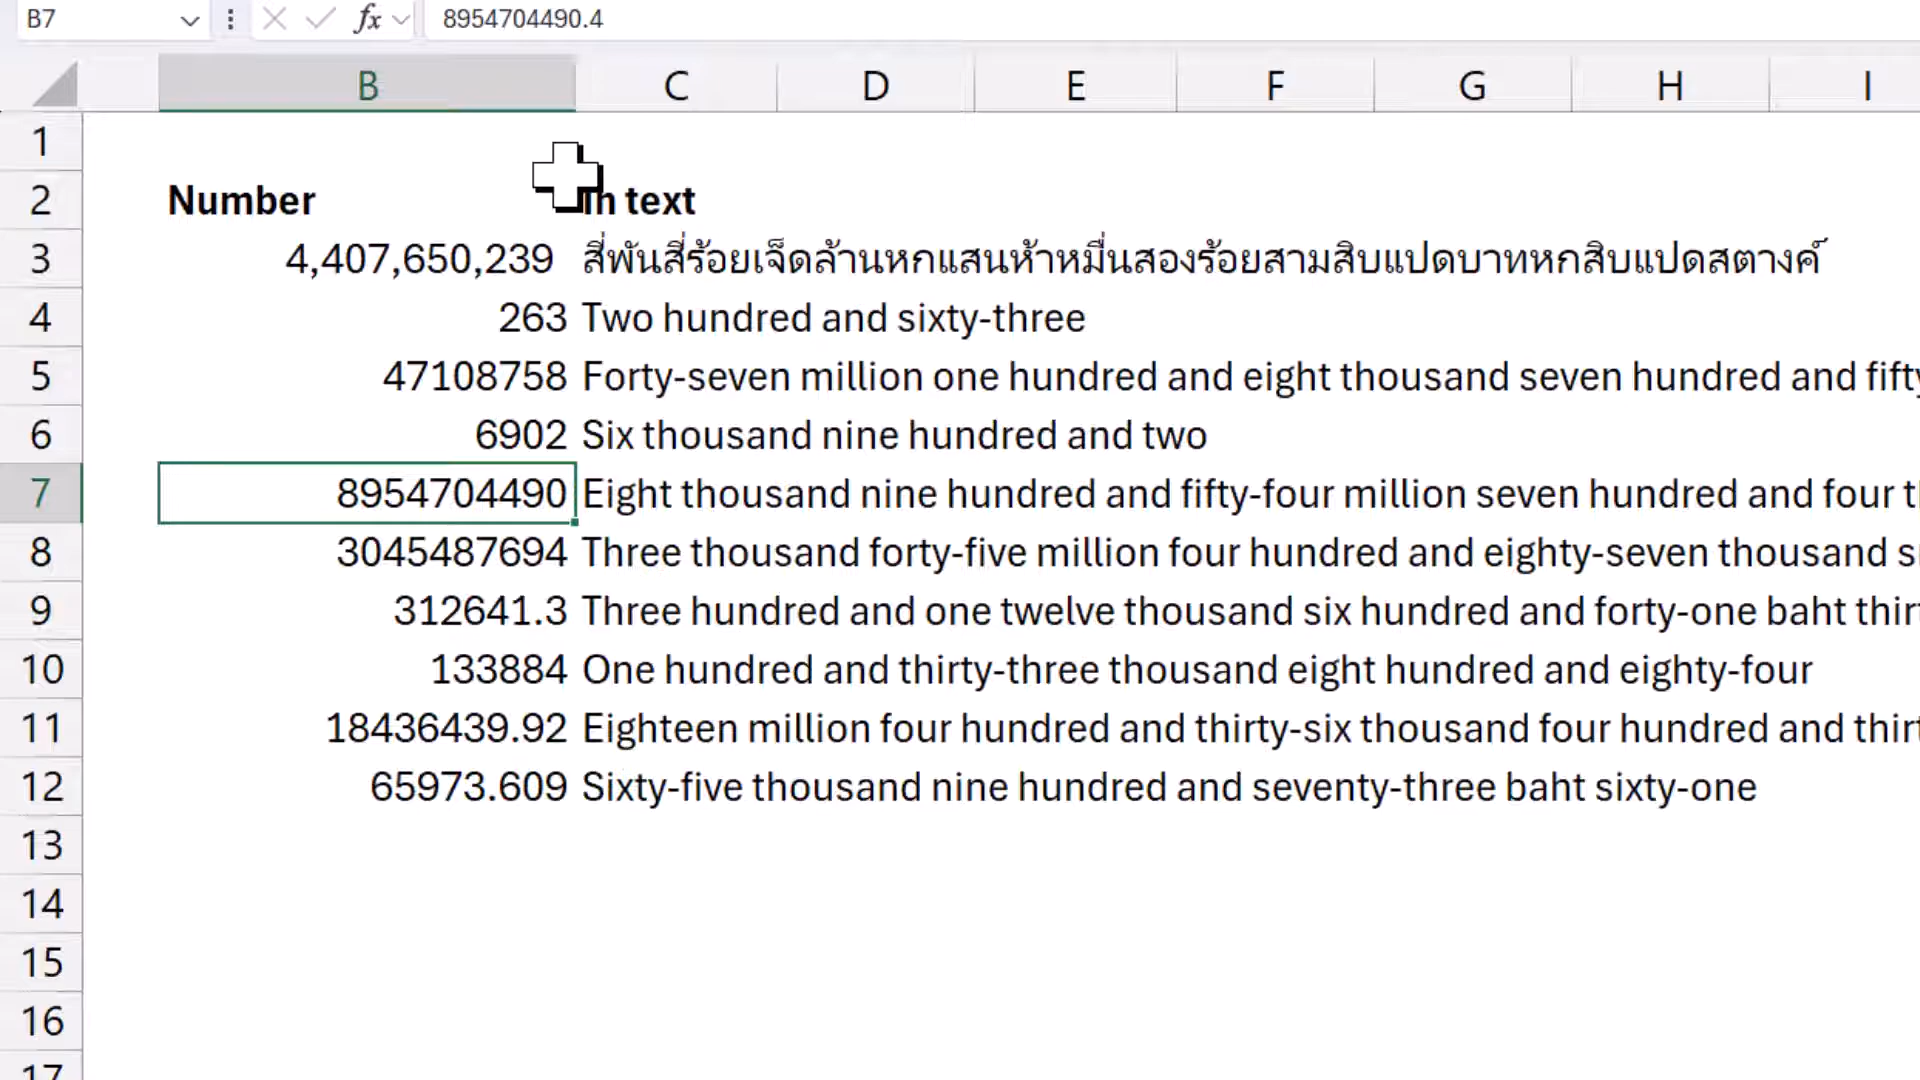 B7 fx 8954704490.4
B C D E F G H I
1
2 Number In text
3 4,407,650,239 สี่พันสี่ร้อยเจ็ดล้านหกแสนห้าหมื่นสองร้อยสามสิบแปดบาทหกสิบแปดสตางค์
4 263 Two hundred and sixty-three
5 47108758 Forty-seven million one hundred and eight thousand seven hundred and fifty
6 6902 Six thousand nine hundred and two
7 8954704490 Eight thousand nine hundred and fifty-four million seven hundred and four
8 3045487694 Three thousand forty-five million four hundred and eighty-seven thousand
9 312641.3 Three hundred and one twelve thousand six hundred and forty-one baht
10 133884 One hundred and thirty-three thousand eight hundred and eighty-four
11 18436439.92 Eighteen million four hundred and thirty-six thousand four hundred and
12 65973.609 Sixty-five thousand nine hundred and seventy-three baht sixty-one
13
14
15
16
17